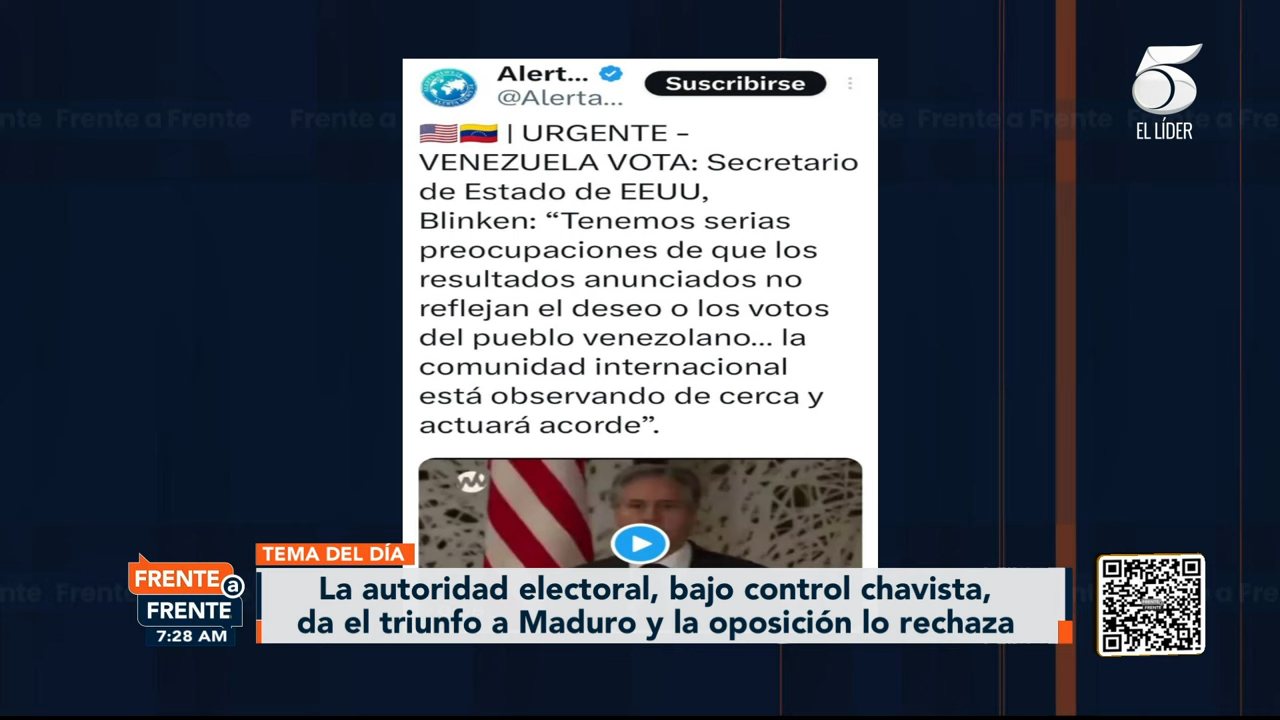 Alert...
@Alerta...
Suscribirse
| URGENTE –
VENEZUELA VOTA: Secretario
de Estado de EEUU,
Blinken: “Tenemos serias
preocupaciones de que los
resultados anunciados no
reflejan el deseo o los votos
del pueblo venezolano... la
comunidad internacional
está observando de cerca y
actuará acorde”.
5
EL LÍDER
Frente a Frente
TEMA DEL DÍA
FRENTE
a
FRENTE
7:28 AM
La autoridad electoral, bajo control chavista,
da el triunfo a Maduro y la oposición lo rechaza